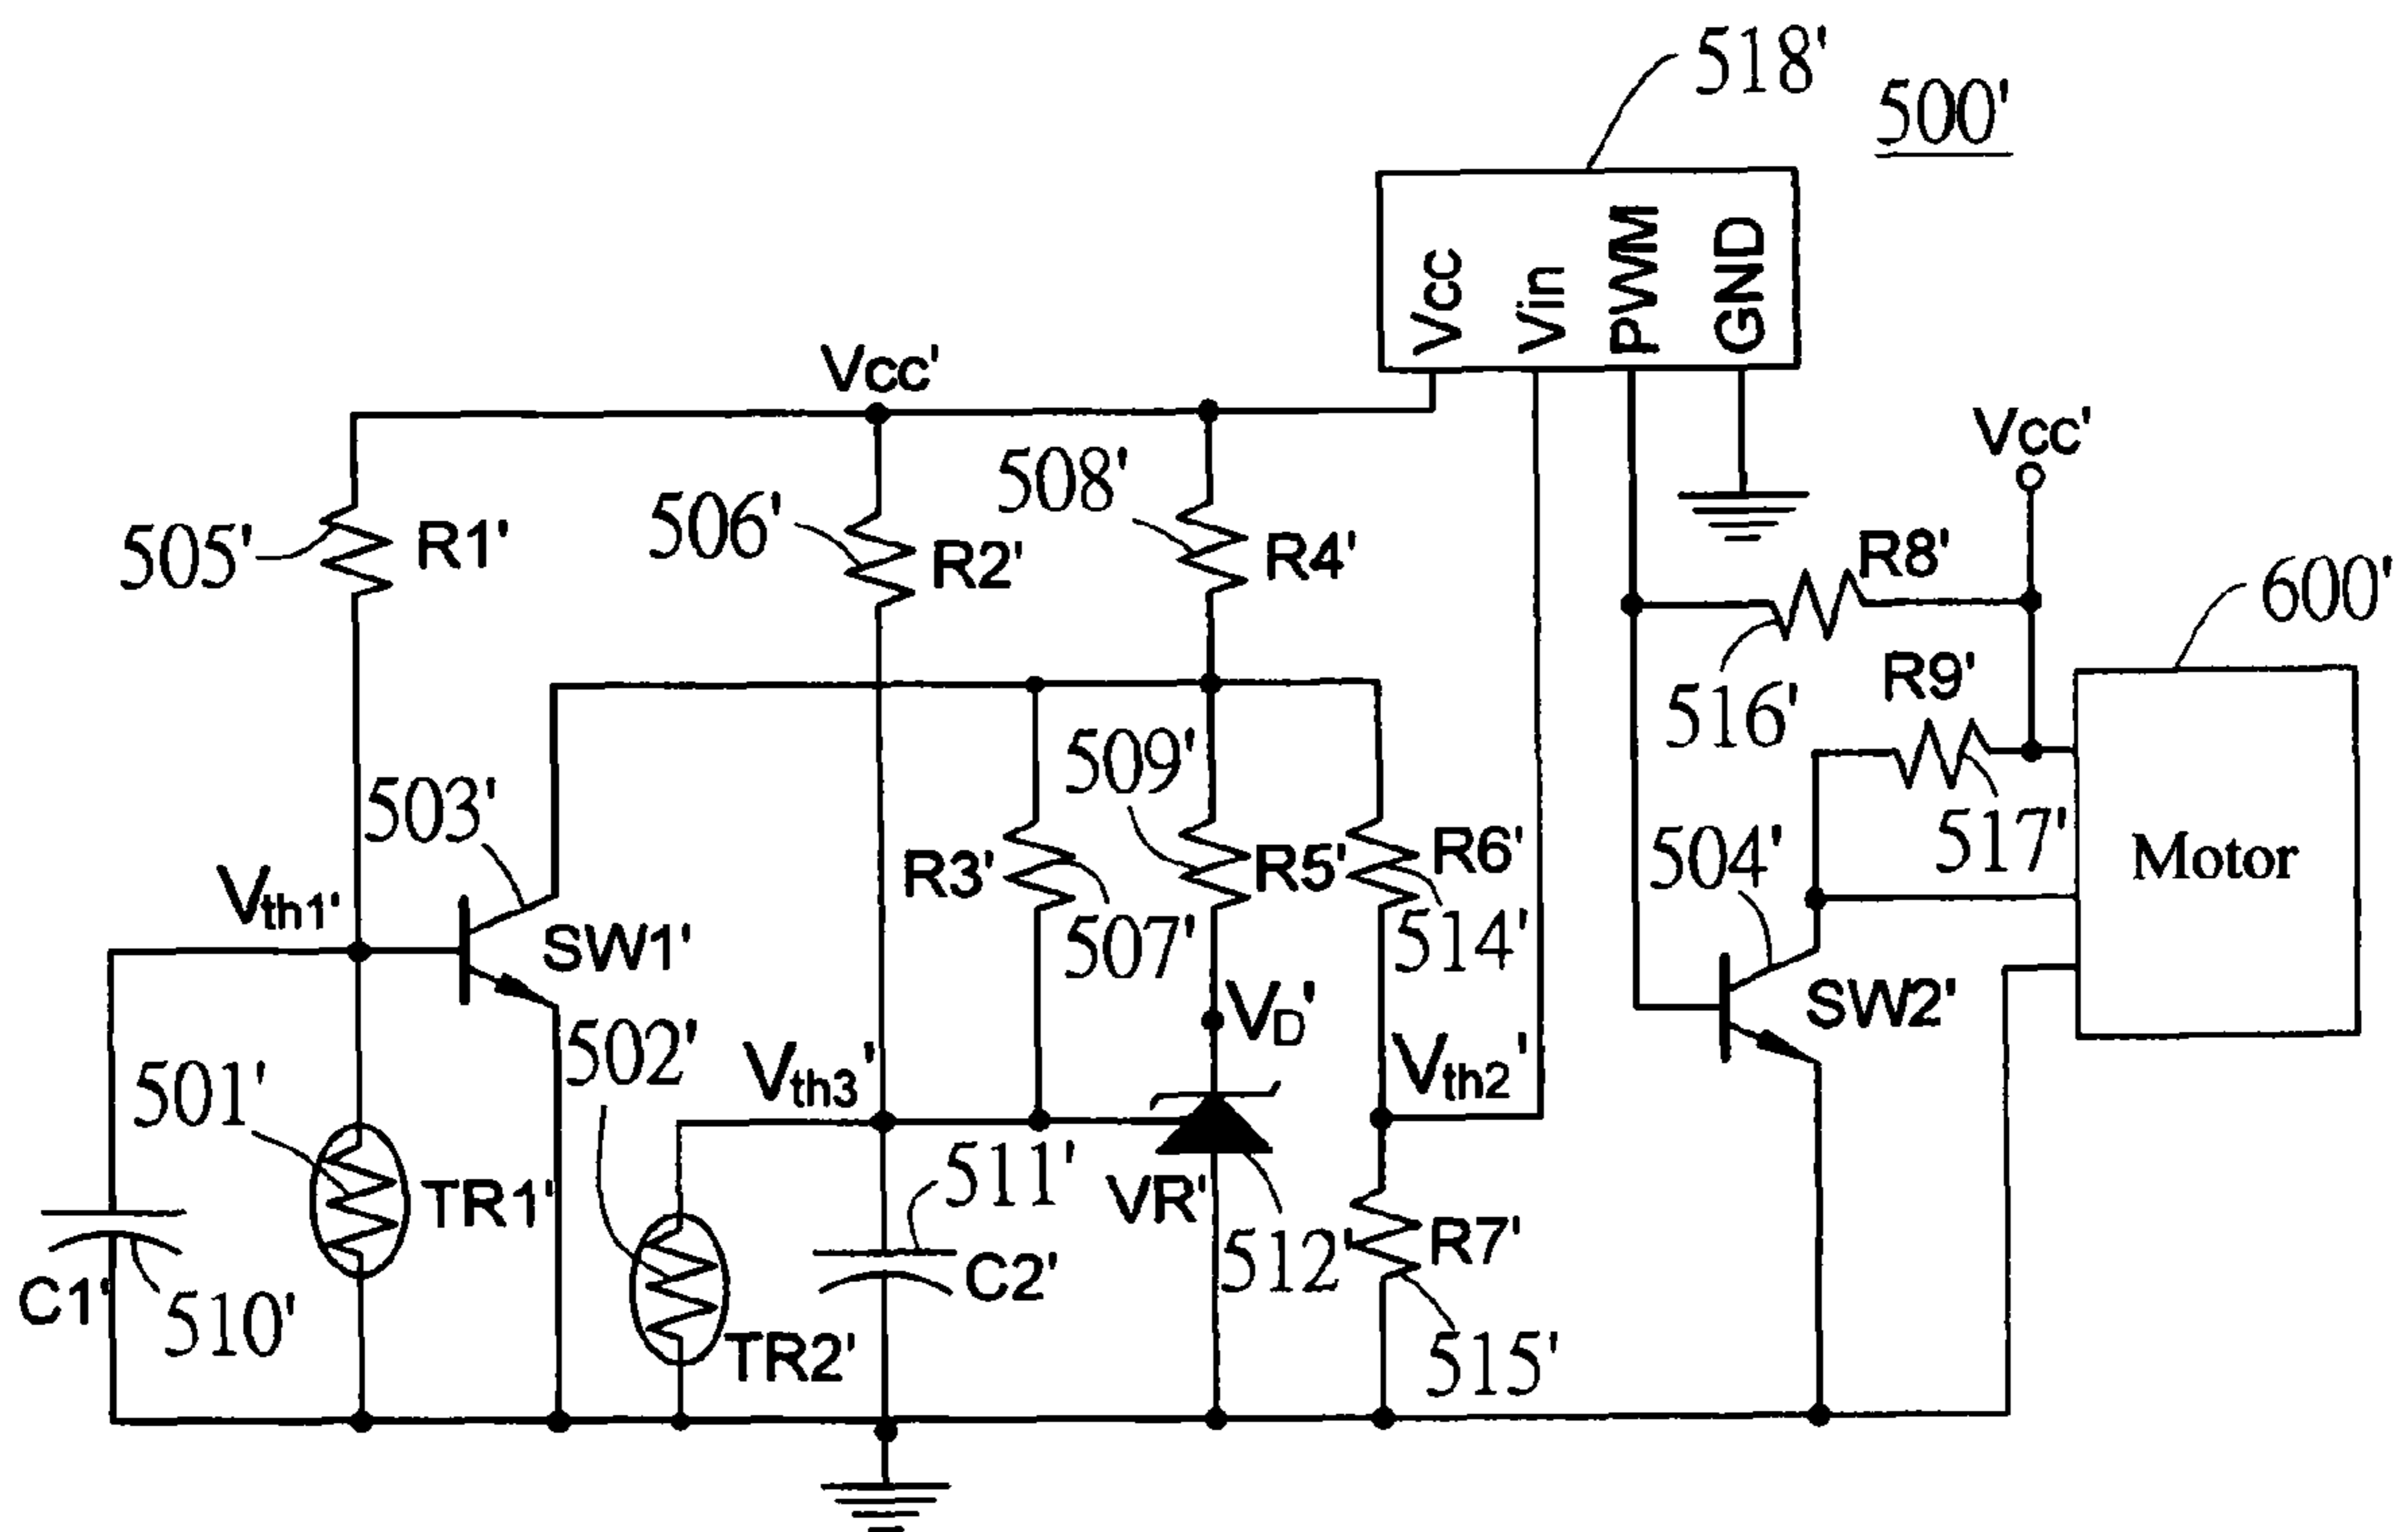 518'
500'
Vcc
Vin
PWM
GND
Vcc'
Vcc'
508'
506'
505'
R1'
R2'
R4'
R8'
600'
R9'
516'
509'
503'
504'
517'
R3'
R5'
R6'
Motor
Vth1'
SW1'
507'
514'
VD'
SW2'
502'
501'
Vth3'
Vth2'
511'
TR1'
VR'
512'
R7'
C1'
510'
C2'
TR2'
515'